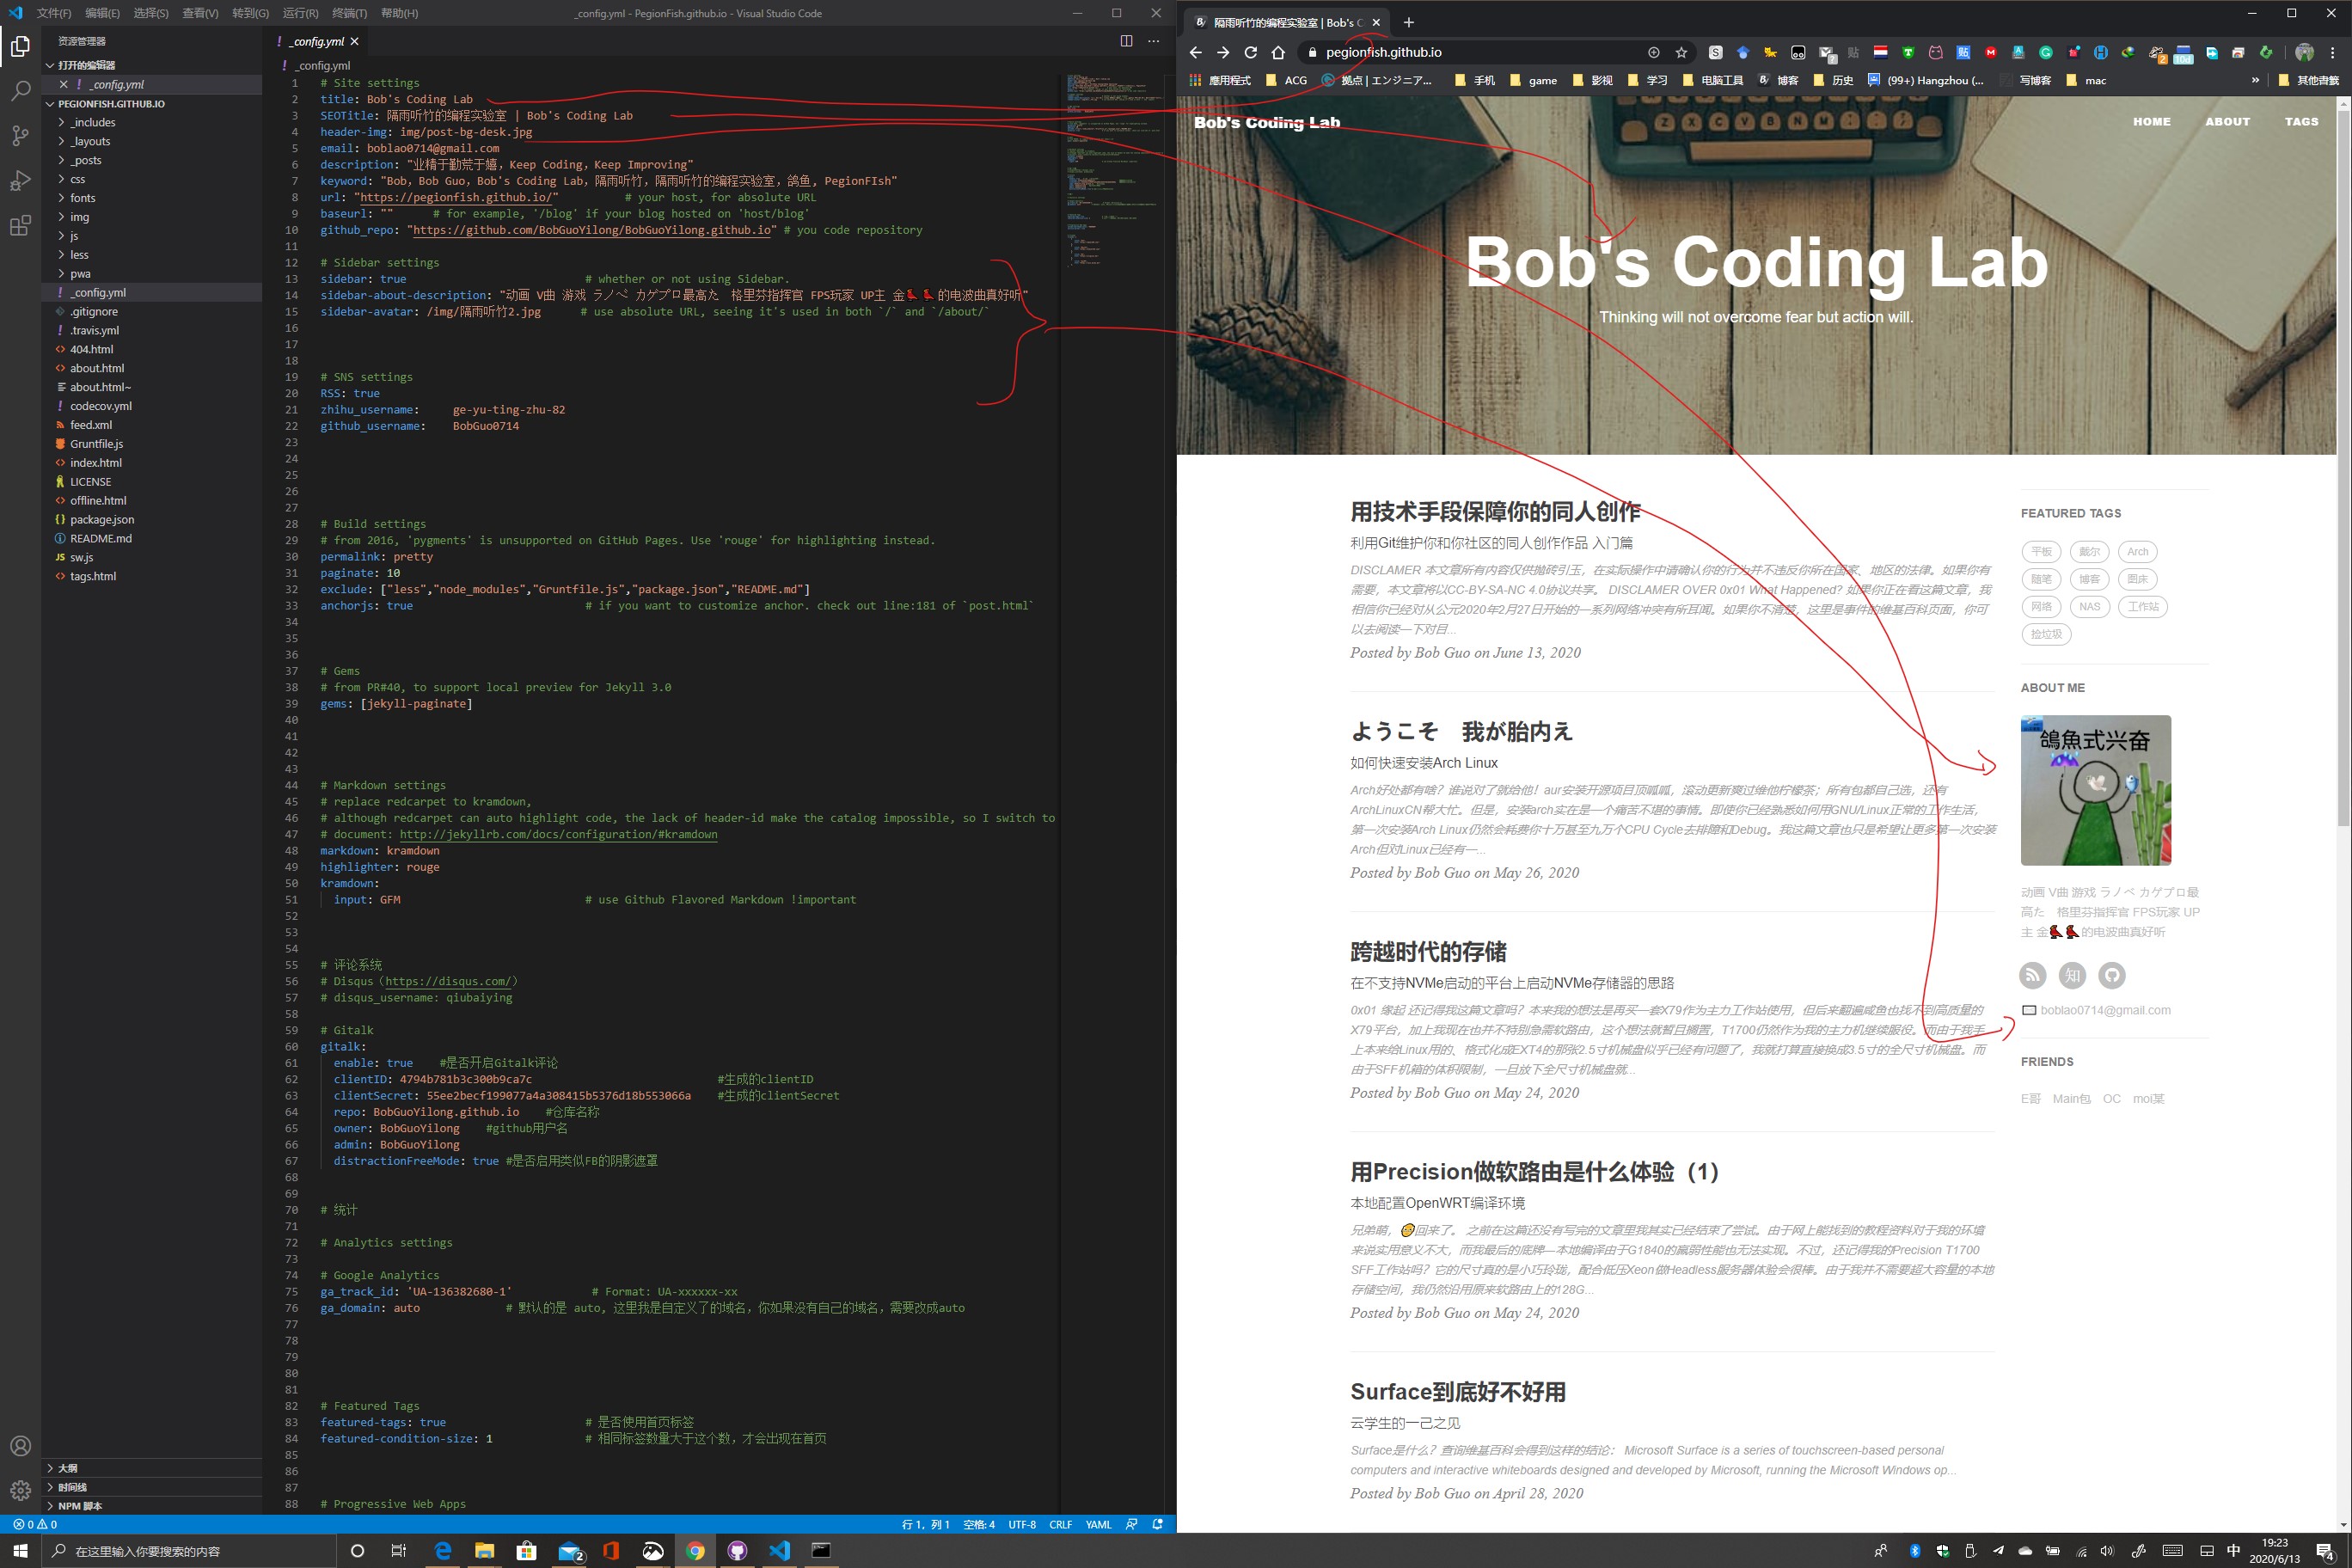 文件(F) 编辑(E) 选择(S) 查看(V) 转到(G) 运行(R) 终端(T) 帮助(H)
_config.yml - PegionFish.github.io - Visual Studio Code
资源管理器
打开的编辑器
_config.yml
PEGIONFISH.GITHUB.IO
_includes
_layouts
_posts
css
fonts
img
js
less
pwa
_config.yml
.gitignore
.travis.yml
404.html
about.html
about.html~
codecov.yml
feed.xml
Gruntfile.js
index.html
LICENSE
offline.html
package.json
README.md
sw.js
tags.html
大纲
时间线
NPM 脚本
_config.yml
_config.yml
1 # Site settings
2 title: Bob's Coding Lab
3 SEOTitle: 隔雨听竹的编程实验室 | Bob's Coding Lab
4 header-img: img/post-bg-desk.jpg
5 email: boblao0714@gmail.com
6 description: "业精于勤荒于嬉，Keep Coding，Keep Improving"
7 keyword: "Bob, Bob Guo, Bob's Coding Lab, 隔雨听竹, 隔雨听竹的编程实验室, 鸽鱼, PegionFIsh"
8 url: "https://pegionfish.github.io/" # your host, for absolute URL
9 baseurl: "" # for example, '/blog' if your blog hosted on 'host/blog'
10 github_repo: "https://github.com/BobGuoYilong/BobGuoYilong.github.io" # you code repository
11
12 # Sidebar settings
13 sidebar: true # whether or not using Sidebar.
14 sidebar-about-description: "动画 V曲 游戏 ラノベ カゲプロ最高た　格里芬指挥官 FPS玩家 UP主 金💃💃的电波曲真好听"
15 sidebar-avatar: /img/隔雨听竹2.jpg # use absolute URL, seeing it's used in both `/` and `/about/`
16
17
18
19 # SNS settings
20 RSS: true
21 zhihu_username: ge-yu-ting-zhu-82
22 github_username: BobGuo0714
23
24
25
26
27
28 # Build settings
29 # from 2016, 'pygments' is unsupported on GitHub Pages. Use 'rouge' for highlighting instead.
30 permalink: pretty
31 paginate: 10
32 exclude: ["less","node_modules","Gruntfile.js","package.json","README.md"]
33 anchorjs: true # if you want to customize anchor. check out line:181 of `post.html`
34
35
36
37 # Gems
38 # from PR#40, to support local preview for Jekyll 3.0
39 gems: [jekyll-paginate]
40
41
42
43
44 # Markdown settings
45 # replace redcarpet to kramdown,
46 # although redcarpet can auto highlight code, the lack of header-id make the catalog impossible, so I switch to
47 # document: http://jekyllrb.com/docs/configuration/#kramdown
48 markdown: kramdown
49 highlighter: rouge
50 kramdown:
51 input: GFM # use Github Flavored Markdown !important
52
53
54
55 # 评论系统
56 # Disqus（https://disqus.com/）
57 # disqus_username: qiubaiying
58
59 # Gitalk
60 gitalk:
61 enable: true #是否开启Gitalk评论
62 clientID: 4794b781b3c300b9ca7c #生成的clientID
63 clientSecret: 55ee2becf199077a4a308415b5376d18b553066a #生成的clientSecret
64 repo: BobGuoYilong.github.io #仓库名称
65 owner: BobGuoYilong #github用户名
66 admin: BobGuoYilong
67 distractionFreeMode: true #是否启用类似FB的阴影遮罩
68
69
70 # 统计
71
72 # Analytics settings
73
74 # Google Analytics
75 ga_track_id: 'UA-136382680-1' # Format: UA-xxxxxx-xx
76 ga_domain: auto # 默认的是 auto, 这里我是自定义了的域名，你如果没有自己的域名，需要改成auto
77
78
79
80
81
82 # Featured Tags
83 featured-tags: true # 是否使用首页标签
84 featured-condition-size: 1 # 相同标签数量大于这个数，才会出现在首页
85
86
87
88 # Progressive Web Apps
0 0
行 1，列 1 空格: 4 UTF-8 CRLF YAML
隔雨听竹的编程实验室 | Bob's C
pegionfish.github.io
應用程式 ACG 拠点 | エンジニア... 手机 game 影视 学习 电脑工具 博客 历史 (99+) Hangzhou (... 写博客 mac » 其他書籤
Bob's Coding Lab
HOME ABOUT TAGS
Bob's Coding Lab
Thinking will not overcome fear but action will.
用技术手段保障你的同人创作
利用Git维护你和你社区的同人创作作品 入门篇
DISCLAMER 本文章所有内容仅供抛砖引玉，在实际操作中请确认你的行为并不违反你所在国家、地区的法律。如果你有
需要，本文章将以CC-BY-SA-NC 4.0协议共享。 DISCLAMER OVER 0x01 What Happened? 如果你正在看这篇文章，我
相信你已经对从公元2020年2月27日开始的一系列网络冲突有所耳闻。如果你不清楚，这里是事件的维基百科页面，你可
以去阅读一下对目...
Posted by Bob Guo on June 13, 2020
ようこそ　我が胎内え
如何快速安装Arch Linux
Arch好处都有啥？谁说对了就给他！aur安装开源项目顶呱呱，滚动更新爽过维他柠檬茶；所有包都自己选，还有
ArchLinuxCN帮大忙。但是，安装arch实在是一个痛苦不堪的事情。即使你已经熟悉如何用GNU/Linux正常的工作生活，
第一次安装Arch Linux仍然会耗费你十万甚至九万个CPU Cycle去排障和Debug。我这篇文章也只是希望让更多第一次安装
Arch但对Linux已经有一...
Posted by Bob Guo on May 26, 2020
跨越时代的存储
在不支持NVMe启动的平台上启动NVMe存储器的思路
0x01 缘起 还记得我这篇文章吗？本来我的想法是再买一套X79作为主力工作站使用，但后来翻遍咸鱼也找不到高质量的
X79平台，加上我现在也并不特别急需软路由，这个想法就暂且搁置，T1700仍然作为我的主力机继续服役。而由于我手
上本来给Linux用的、格式化成EXT4的那张2.5寸机械盘似乎已经有问题了，我就打算直接换成3.5寸的全尺寸机械盘。而
由于SFF机箱的体积限制，一旦放下全尺寸机械盘就...
Posted by Bob Guo on May 24, 2020
用Precision做软路由是什么体验（1）
本地配置OpenWRT编译环境
兄弟萌，回来了。 之前在这篇还没有写完的文章里我其实已经结束了尝试。由于网上能找到的教程资料对于我的环境
来说实用意义不大，而我最后的底牌—本地编译由于G1840的羸弱性能也无法实现。不过，还记得我的Precision T1700
SFF工作站吗？它的尺寸真的是小巧玲珑，配合低压Xeon做Headless服务器体验会很棒。由于我并不需要超大容量的本地
存储空间，我仍然沿用原来软路由上的128G...
Posted by Bob Guo on May 24, 2020
Surface到底好不好用
云学生的一己之见
Surface是什么？查询维基百科会得到这样的结论： Microsoft Surface is a series of touchscreen-based personal
computers and interactive whiteboards designed and developed by Microsoft, running the Microsoft Windows op...
Posted by Bob Guo on April 28, 2020
FEATURED TAGS
平板 戴尔 Arch
随笔 博客 图床
网络 NAS 工作站
捡垃圾
ABOUT ME
鴿魚式兴奋
动画 V曲 游戏 ラノベ カゲプロ最
高た　格里芬指挥官 FPS玩家 UP
主 金💃💃的电波曲真好听
知
boblao0714@gmail.com
FRIENDS
E哥 Main包 OC moi某
在这里输入你要搜索的内容
中
19:23
2020/6/13